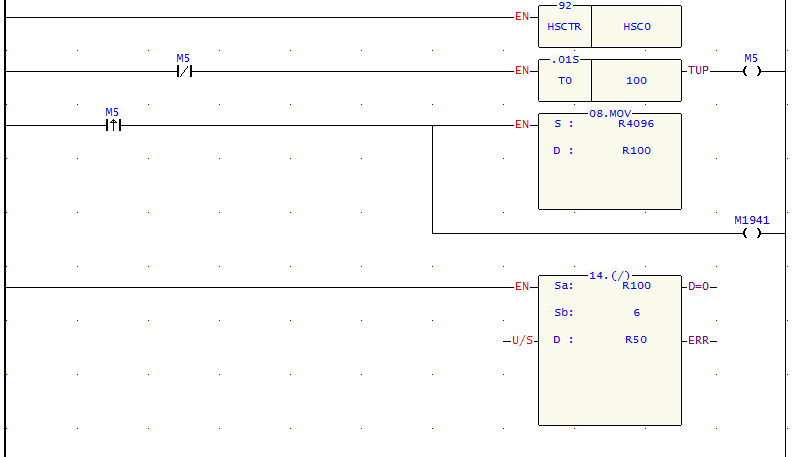 92
EN HSCTR HSC0
M5 .01S M5
EN T0 100 TUP
M5 08.MOV
EN S : R4096
D : R100
M1941
14.(/)
EN Sa: R100 D=0
Sb: 6
U/S D : R50 ERR